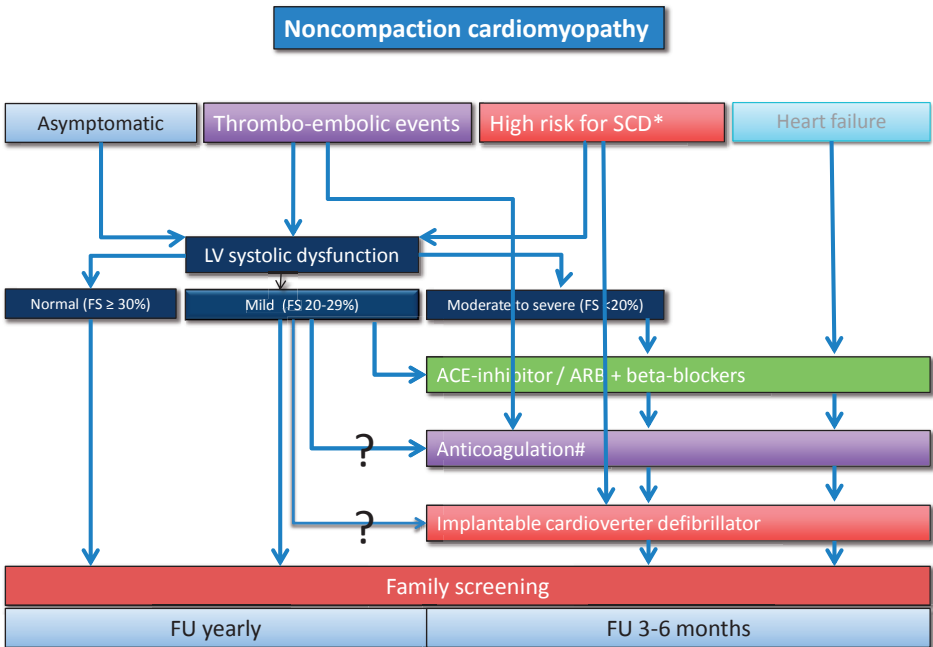 Noncompaction cardiomyopathy
Asymptomatic
Thrombo-embolic events
High risk for SCD*
Heart failure
LV systolic dysfunction
Normal (FS ≥ 30%)
Mild (FS 20-29%)
Moderate to severe (FS <20%)
ACE-inhibitor / ARB + beta-blockers
?
Anticoagulation#
?
Implantable cardioverter defibrillator
Family screening
FU yearly
FU 3-6 months